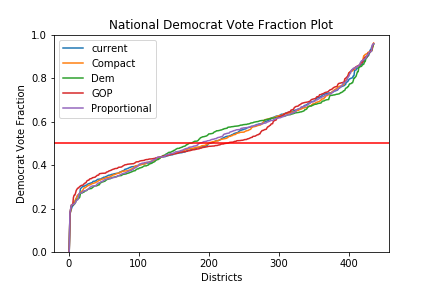 National Democrat Vote Fraction Plot
1.0
0.8
0.6
0.4
0.2
0.0
Democrat Vote Fraction
current
Compact
Dem
GOP
Proportional
0
100
200
300
400
Districts